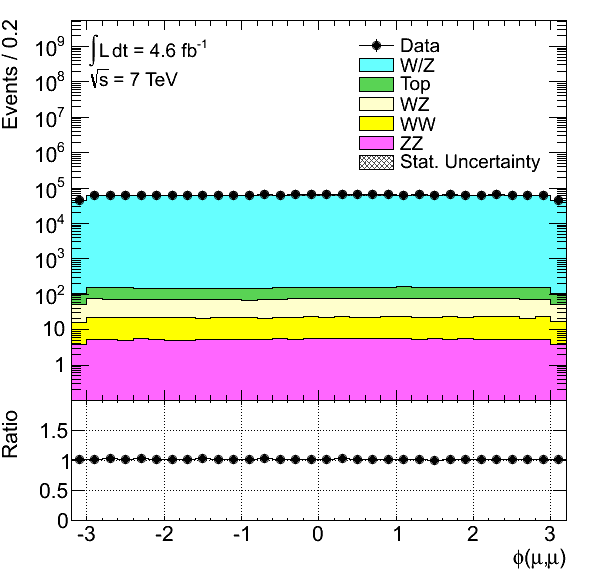 Events / 0.2
10⁹
10⁸
10⁷
10⁶
10⁵
10⁴
10³
10²
10
1
∫L dt = 4.6 fb⁻¹
√s = 7 TeV
Data
W/Z
Top
WZ
WW
ZZ
Stat. Uncertainty
Ratio
1.5
1
0.5
0
-3 -2 -1 0 1 2 3
ϕ(μ,μ)